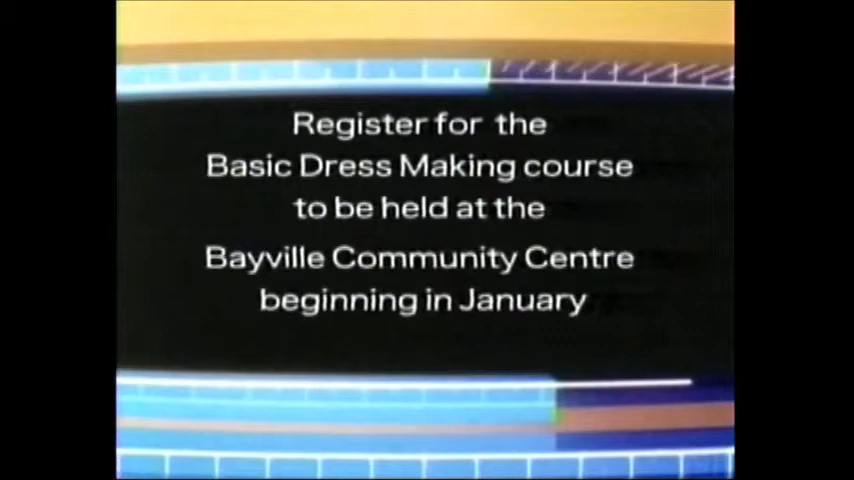 Register for the
Basic Dress Making course
to be held at the
Bayville Community Centre
beginning in January